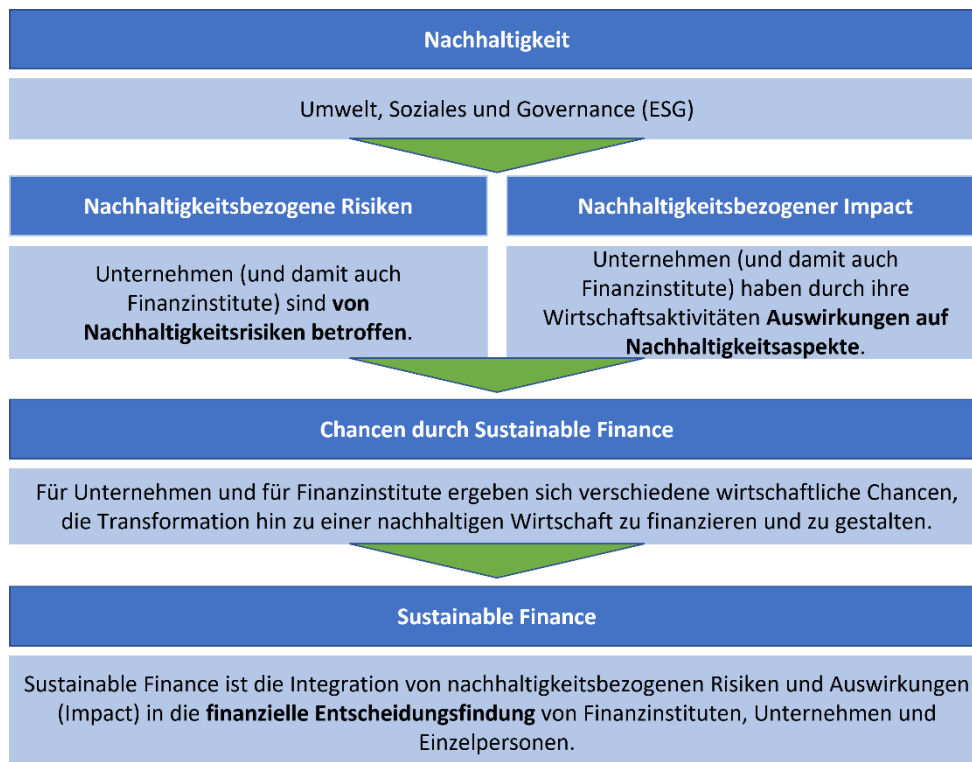 Nachhaltigkeit
Umwelt, Soziales und Governance (ESG)
Nachhaltigkeitsbezogene Risiken
Unternehmen (und damit auch
Finanzinstitute) sind von
Nachhaltigkeitsrisiken betroffen.
Nachhaltigkeitsbezogener Impact
Unternehmen (und damit auch
Finanzinstitute) haben durch ihre
Wirtschaftsaktivitäten Auswirkungen auf
Nachhaltigkeitsaspekte.
Chancen durch Sustainable Finance
Für Unternehmen und für Finanzinstitute ergeben sich verschiedene wirtschaftliche Chancen,
die Transformation hin zu einer nachhaltigen Wirtschaft zu finanzieren und zu gestalten.
Sustainable Finance
Sustainable Finance ist die Integration von nachhaltigkeitsbezogenen Risiken und Auswirkungen
(Impact) in die finanzielle Entscheidungsfindung von Finanzinstituten, Unternehmen und
Einzelpersonen.